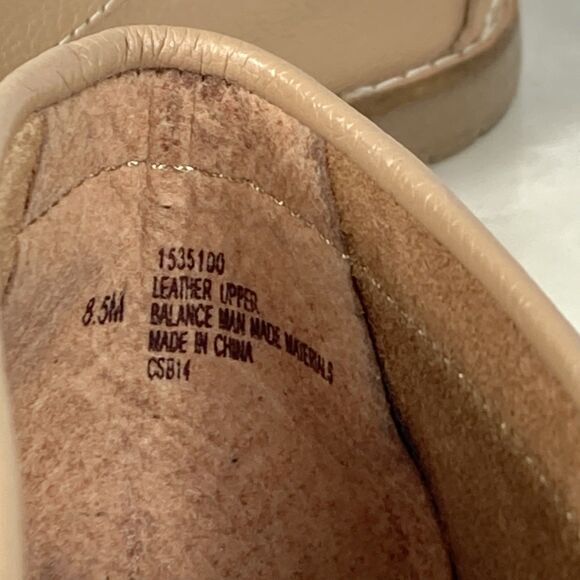 1535100
8.5M
LEATHER UPPER
BALANCE MAN MADE MATERIALS
MADE IN CHINA
CSB14